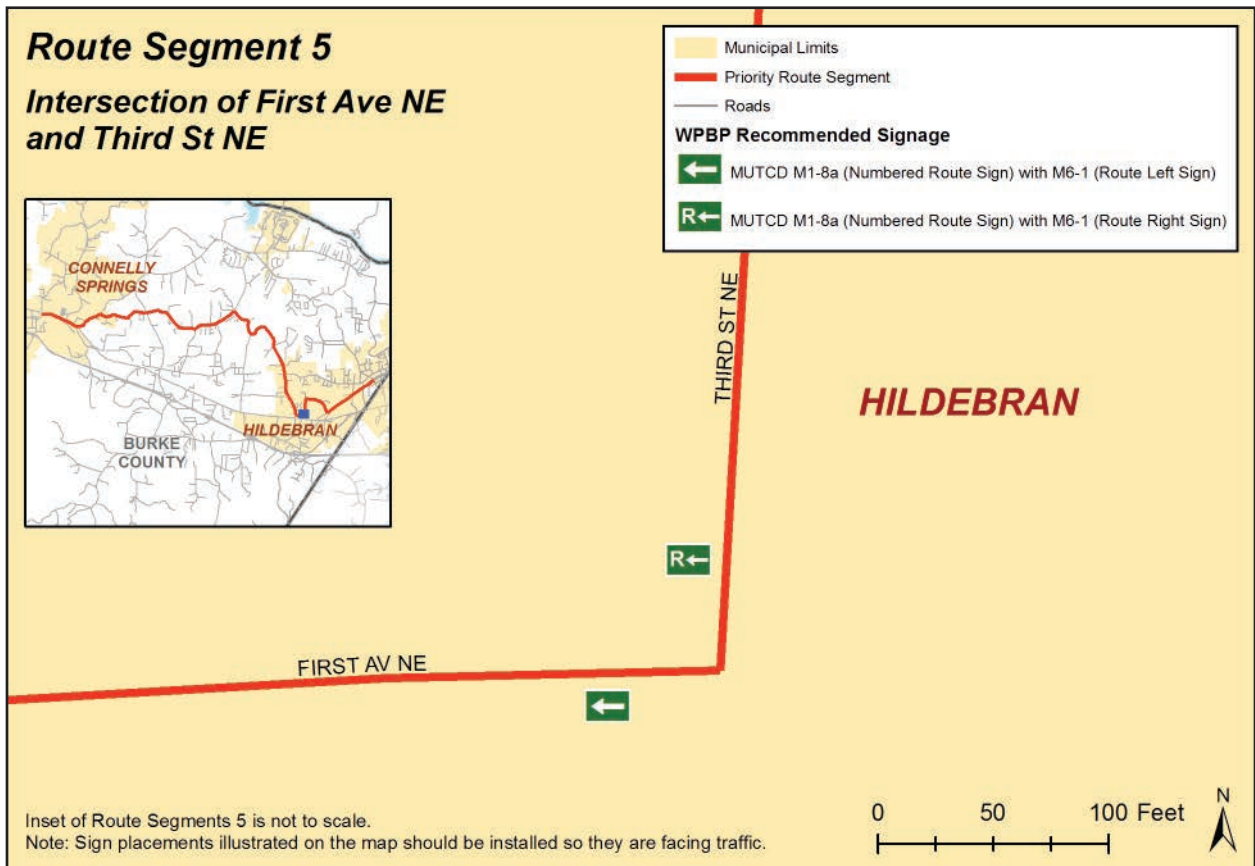 Route Segment 5
Intersection of First Ave NE
and Third St NE
Municipal Limits
Priority Route Segment
Roads
WPBP Recommended Signage
MUTCD M1-8a (Numbered Route Sign) with M6-1 (Route Left Sign)
R MUTCD M1-8a (Numbered Route Sign) with M6-1 (Route Right Sign)
CONNELLY
SPRINGS
HILDEBRAN
BURKE
COUNTY
THIRD ST NE
HILDEBRAN
R
FIRST AV NE
Inset of Route Segments 5 is not to scale.
Note: Sign placements illustrated on the map should be installed so they are facing traffic.
0 50 100 Feet
N